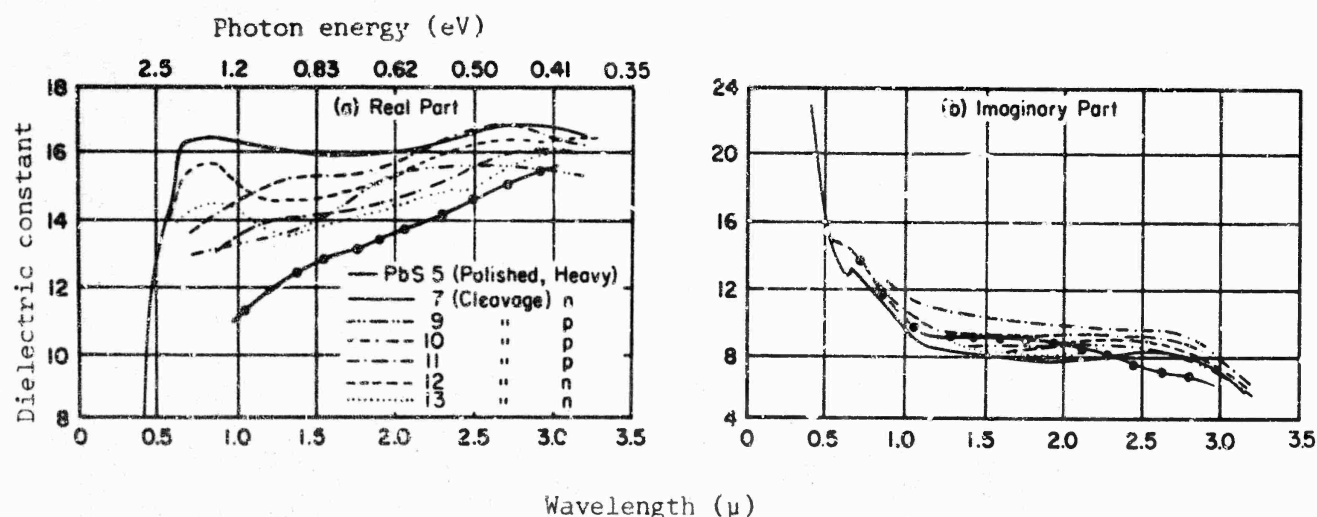 Photon energy (eV)
2.5 1.2 0.83 0.62 0.50 0.41 0.35
Dielectric constant
18
16
14
12
10
8
(a) Real Part
PbS 5 (Polished, Heavy)
7 (Cleavage) n
9 " p
10 " p
11 " p
12 " n
13 " n
0 0.5 1.0 1.5 2.0 2.5 3.0 3.5
24
20
16
12
8
4
(b) Imaginary Part
0 0.5 1.0 1.5 2.0 2.5 3.0 3.5
Wavelength (μ)